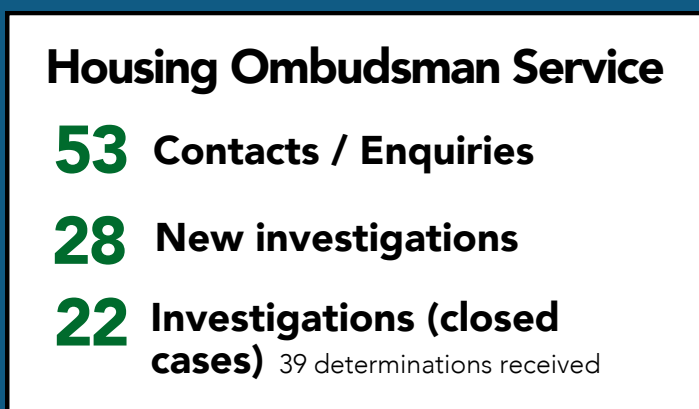 Housing Ombudsman Service
53 Contacts / Enquiries
28 New investigations
22 Investigations (closed
cases) 39 determinations received